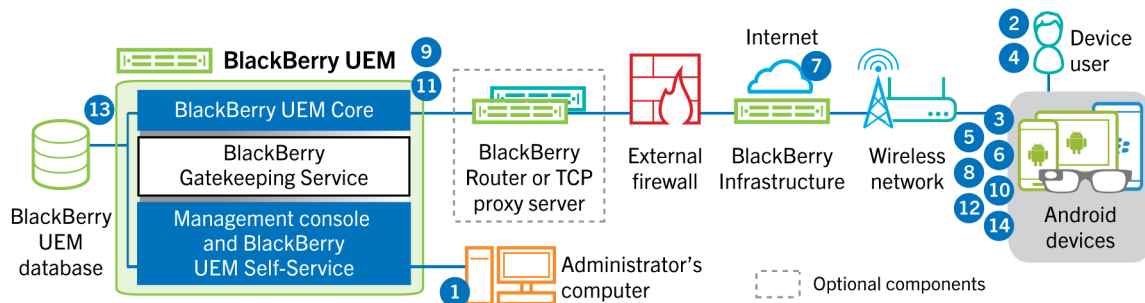 BlackBerry UEM
9
11
13
BlackBerry UEM Core
BlackBerry
Gatekeeping Service
Management console
and BlackBerry
UEM Self-Service
BlackBerry
UEM
database
1
Administrator's
computer
BlackBerry
Router or TCP
proxy server
External
firewall
Internet
7
BlackBerry
Infrastructure
Wireless
network
2
4
Device
user
3
5
6
8
10
12
14
Android
devices
Optional components